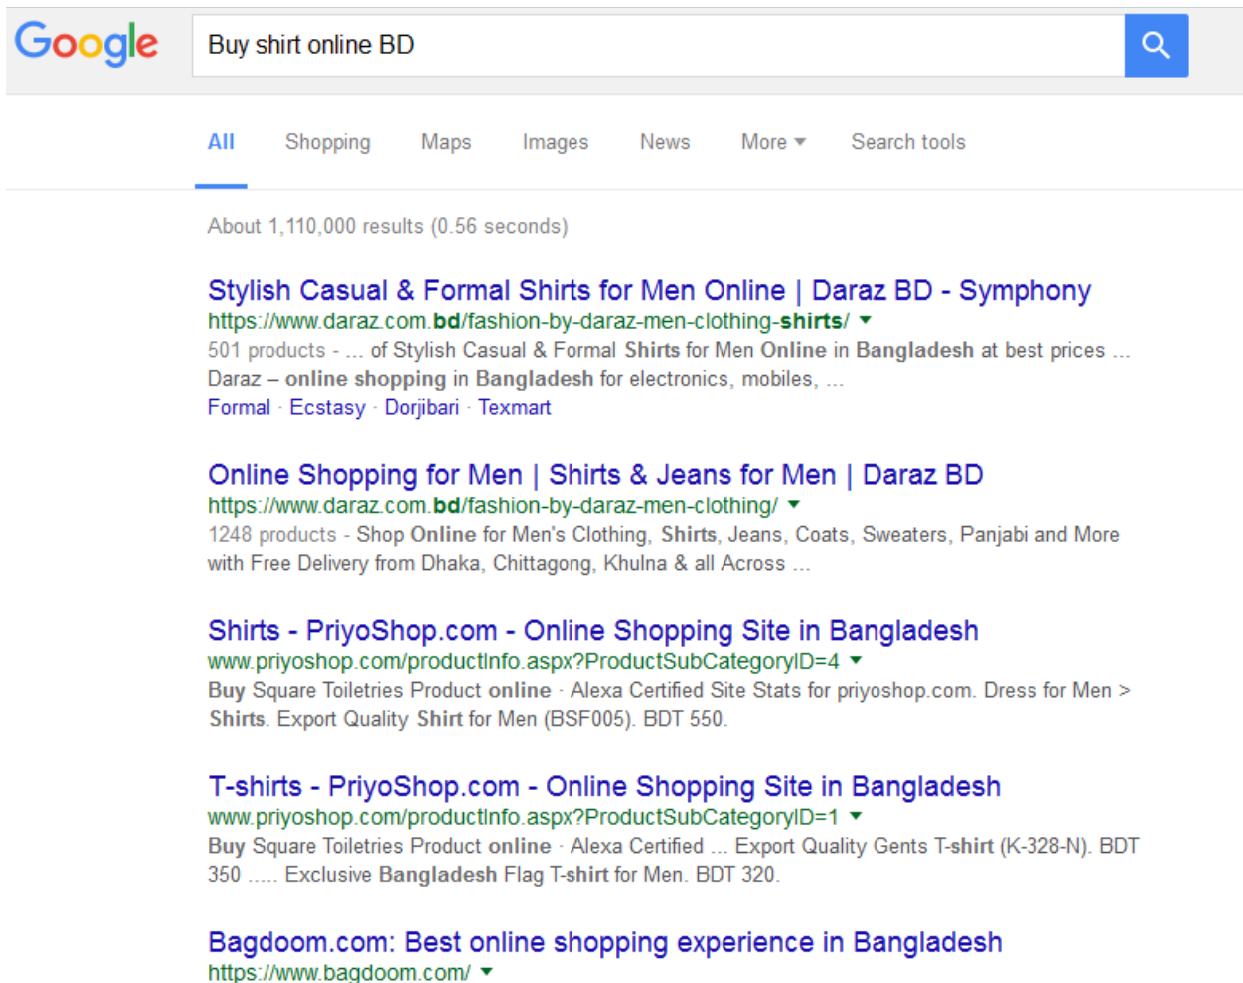 Google Buy shirt online BD
All Shopping Maps Images News More Search tools
About 1,110,000 results (0.56 seconds)
Stylish Casual & Formal Shirts for Men Online | Daraz BD - Symphony
https://www.daraz.com.bd/fashion-by-daraz-men-clothing-shirts/
501 products - ... of Stylish Casual & Formal Shirts for Men Online in Bangladesh at best prices ...
Daraz – online shopping in Bangladesh for electronics, mobiles, ...
Formal · Ecstasy · Dorjibari · Texmart
Online Shopping for Men | Shirts & Jeans for Men | Daraz BD
https://www.daraz.com.bd/fashion-by-daraz-men-clothing/
1248 products - Shop Online for Men's Clothing, Shirts, Jeans, Coats, Sweaters, Panjabi and More
with Free Delivery from Dhaka, Chittagong, Khulna & all Across ...
Shirts - PriyoShop.com - Online Shopping Site in Bangladesh
www.priyoshop.com/productInfo.aspx?ProductSubCategoryID=4
Buy Square Toiletries Product online · Alexa Certified Site Stats for priyoshop.com. Dress for Men >
Shirts. Export Quality Shirt for Men (BSF005). BDT 550.
T-shirts - PriyoShop.com - Online Shopping Site in Bangladesh
www.priyoshop.com/productInfo.aspx?ProductSubCategoryID=1
Buy Square Toiletries Product online · Alexa Certified ... Export Quality Gents T-shirt (K-328-N). BDT
350 ..... Exclusive Bangladesh Flag T-shirt for Men. BDT 320.
Bagdoom.com: Best online shopping experience in Bangladesh
https://www.bagdoom.com/